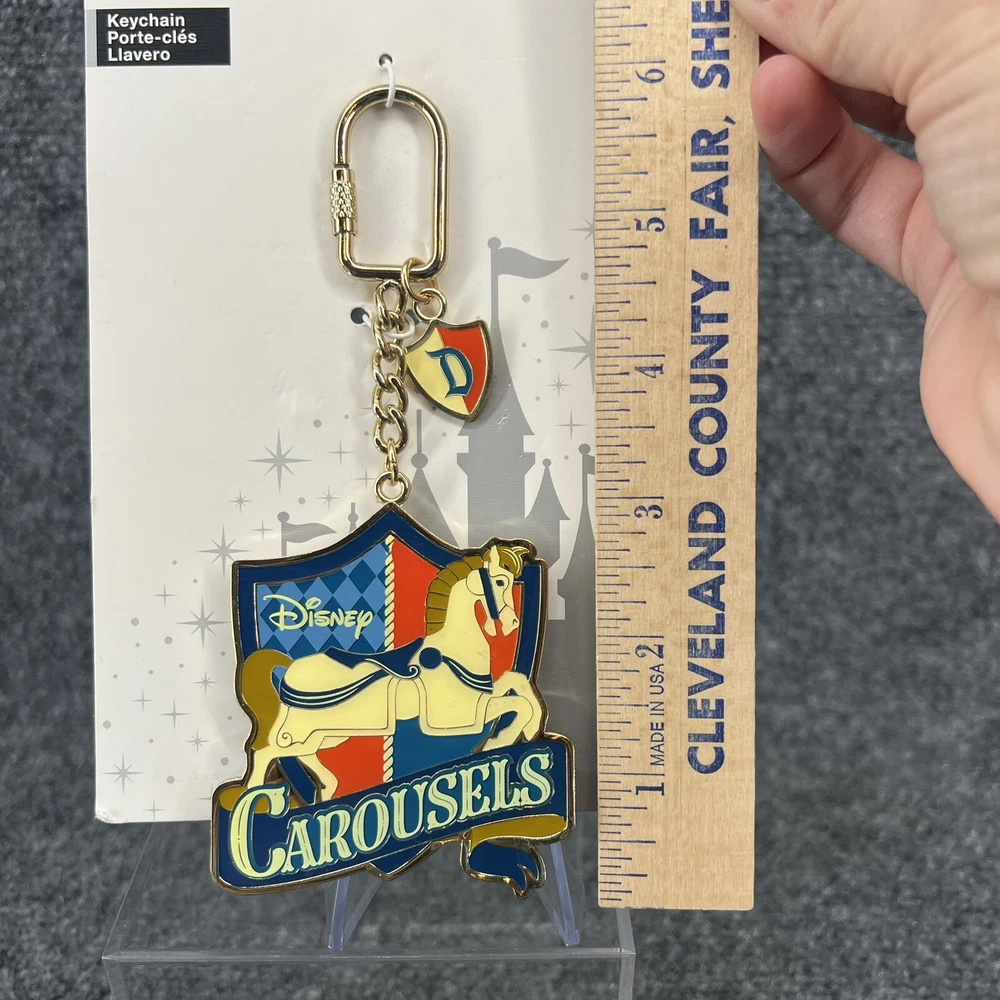 Keychain
Porte-clés
Llavero
D
Disney
CAROUSELS
6
5
4
3
2
1
MADE IN USA
CLEVELAND COUNTY FAIR, SHE